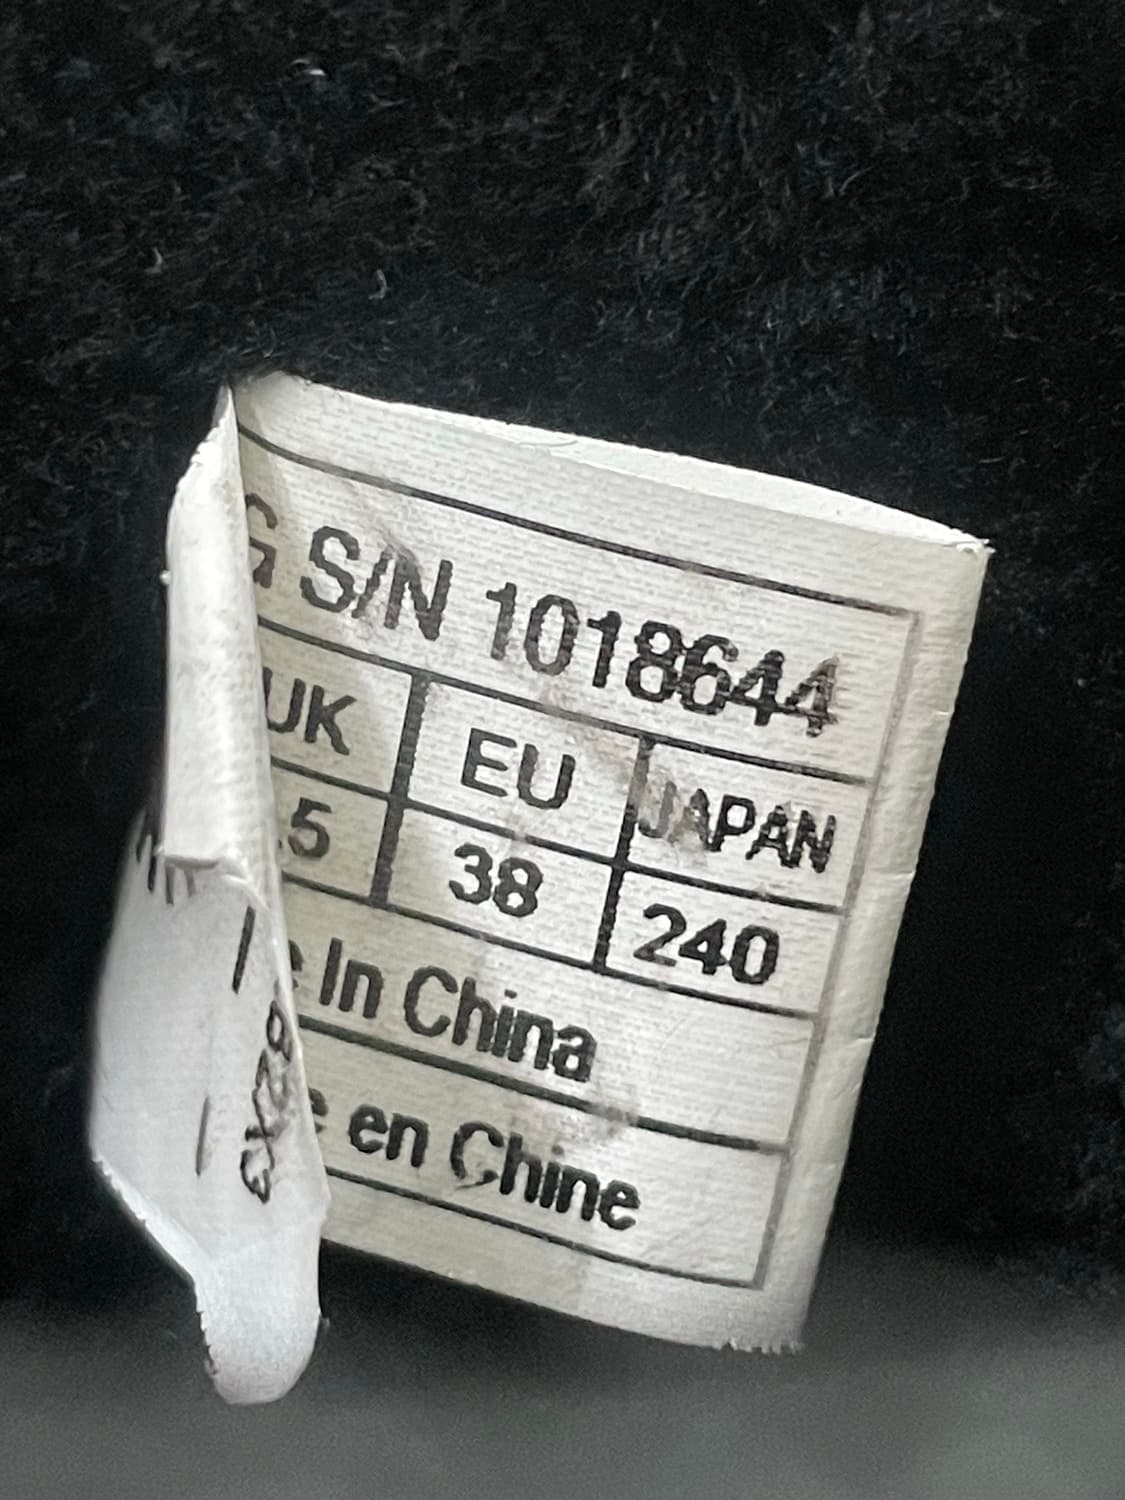 G S/N 1018644
UK EU JAPAN
.5 38 240
e In China
e en Chine